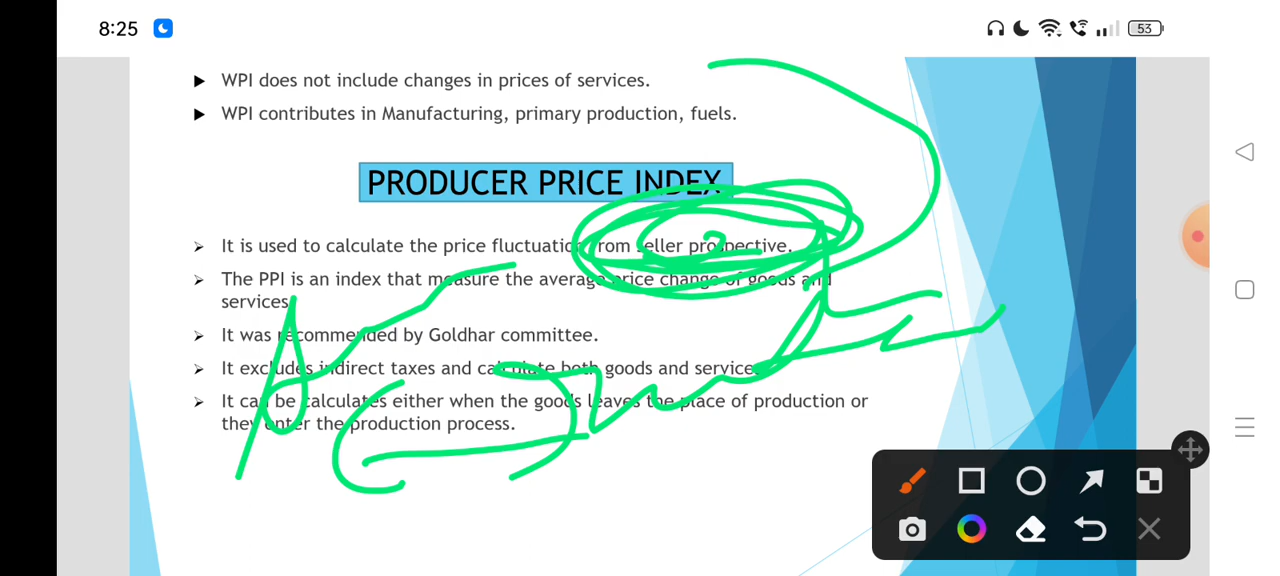 8:25
53
WPI does not include changes in prices of services.
WPI contributes in Manufacturing, primary production, fuels.
PRODUCER PRICE INDEX
It is used to calculate the price fluctuation from seller prospective.
The PPI is an index that measure the average price change of goods and
services
It was recommended by Goldhar committee.
It excludes indirect taxes and calculate both goods and services
It can be calculates either when the goods leaves the place of production or
they enter the production process.